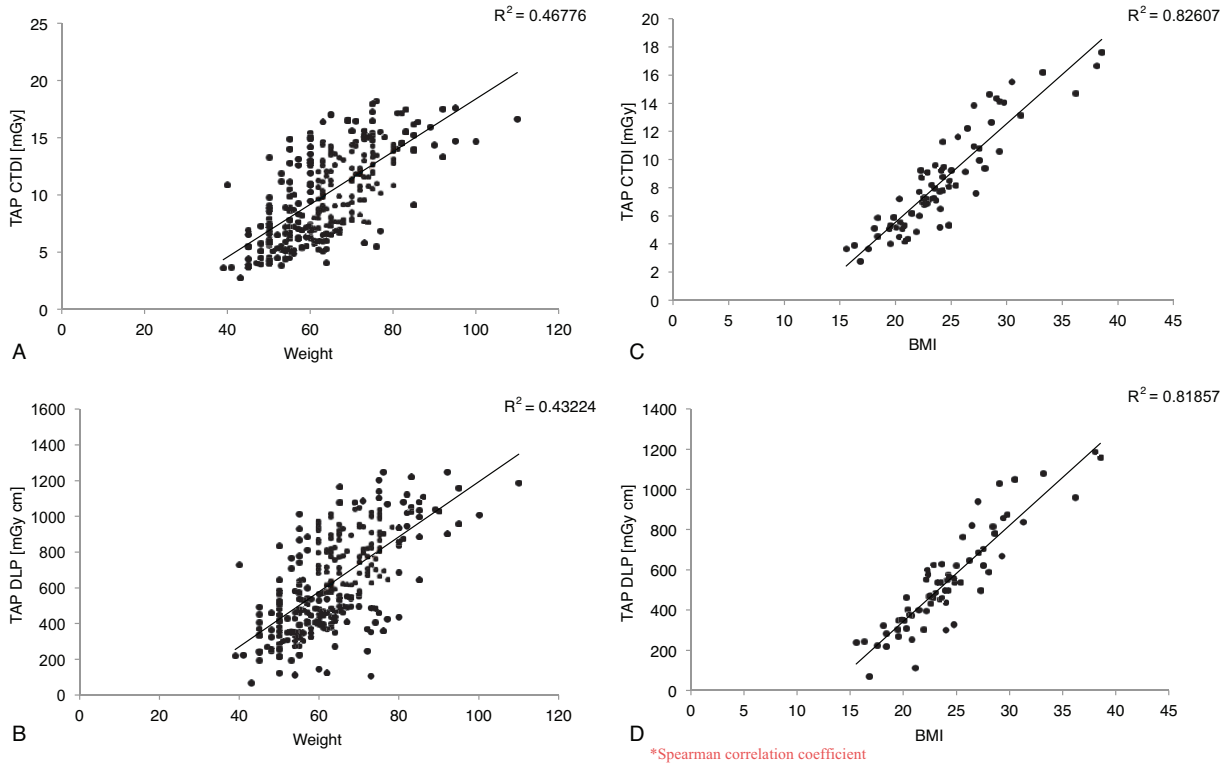 R² = 0.46776
25
20
15
10
5
0
TAP CTDI [mGy]
0 20 40 60 80 100 120
Weight
A
R² = 0.82607
20
18
16
14
12
10
8
6
4
2
0
TAP CTDI [mGy]
0 5 10 15 20 25 30 35 40 45
BMI
C
R² = 0.43224
1600
1400
1200
1000
800
600
400
200
0
TAP DLP [mGy cm]
0 20 40 60 80 100 120
Weight
B
R² = 0.81857
1400
1200
1000
800
600
400
200
0
TAP DLP [mGy cm]
0 5 10 15 20 25 30 35 40 45
BMI
D
*Spearman correlation coefficient